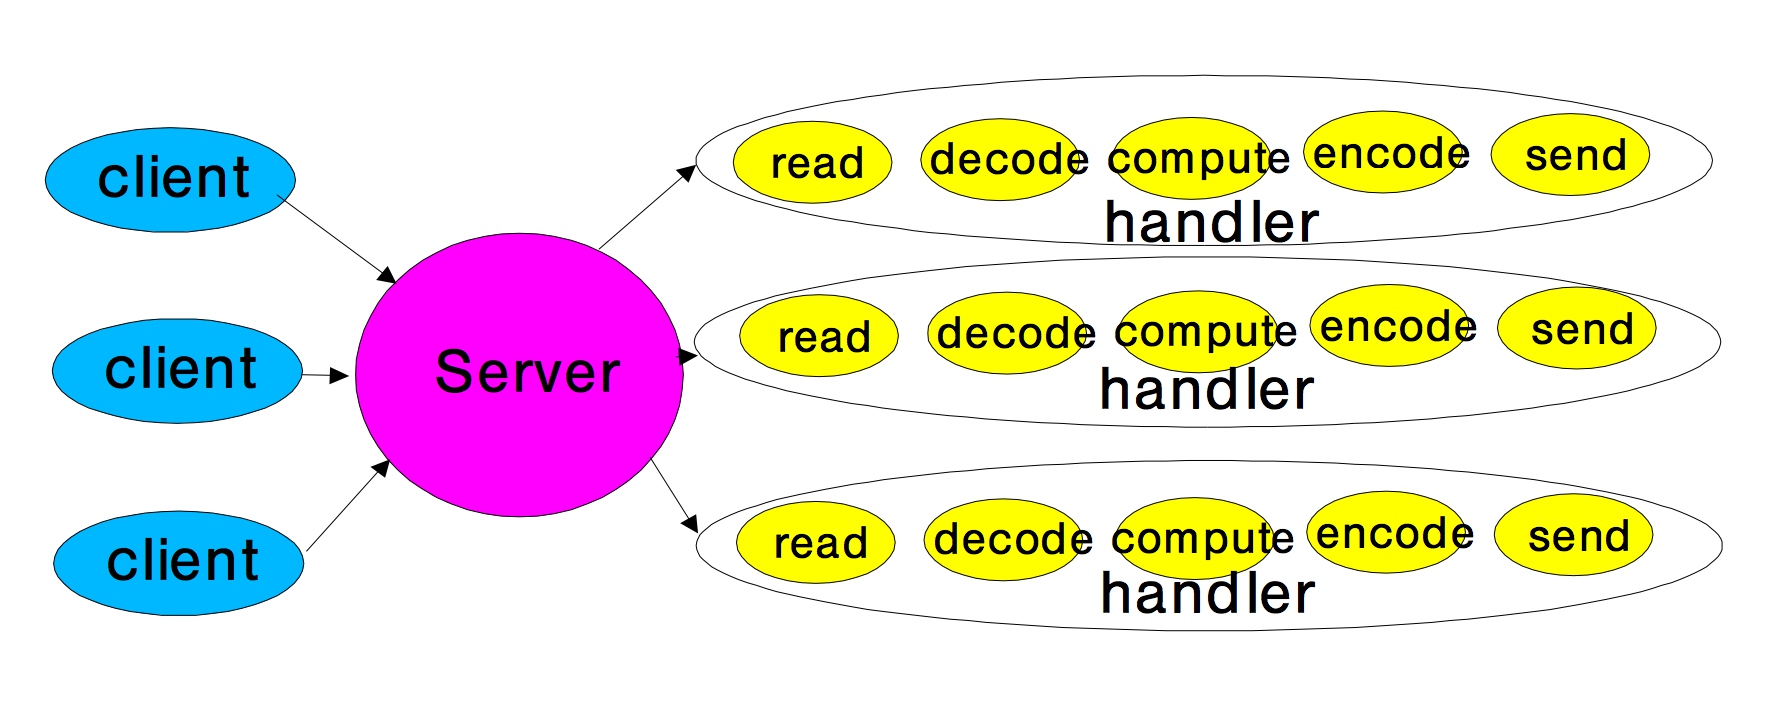 client
client
client
Server
read decode compute encode send
handler
read decode compute encode send
handler
read decode compute encode send
handler